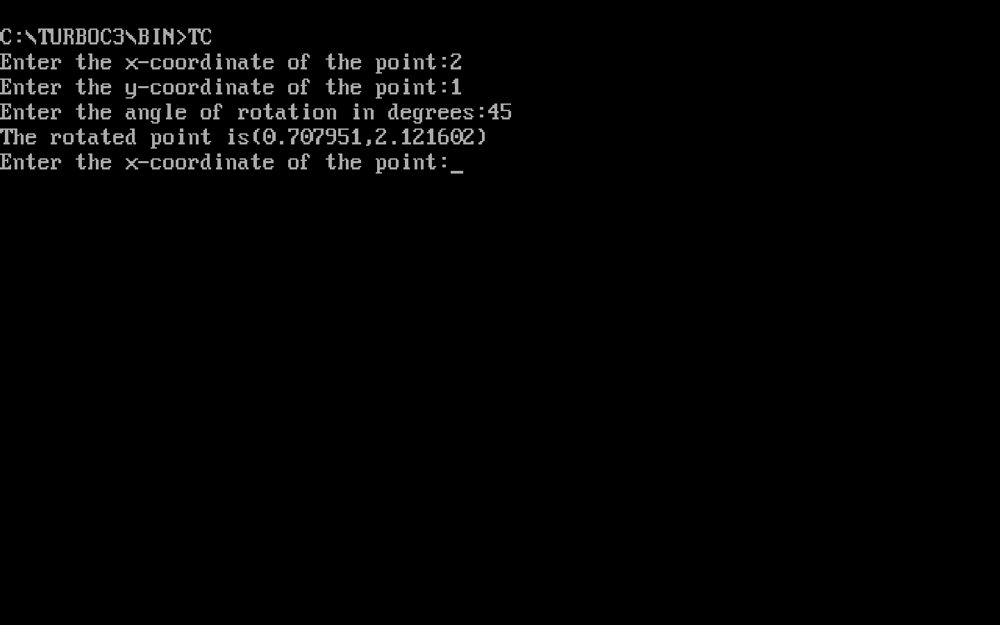 C:\TURBOC3\BIN>TC
Enter the x-coordinate of the point:2
Enter the y-coordinate of the point:1
Enter the angle of rotation in degrees:45
The rotated point is(0.707951,2.121602)
Enter the x-coordinate of the point:_